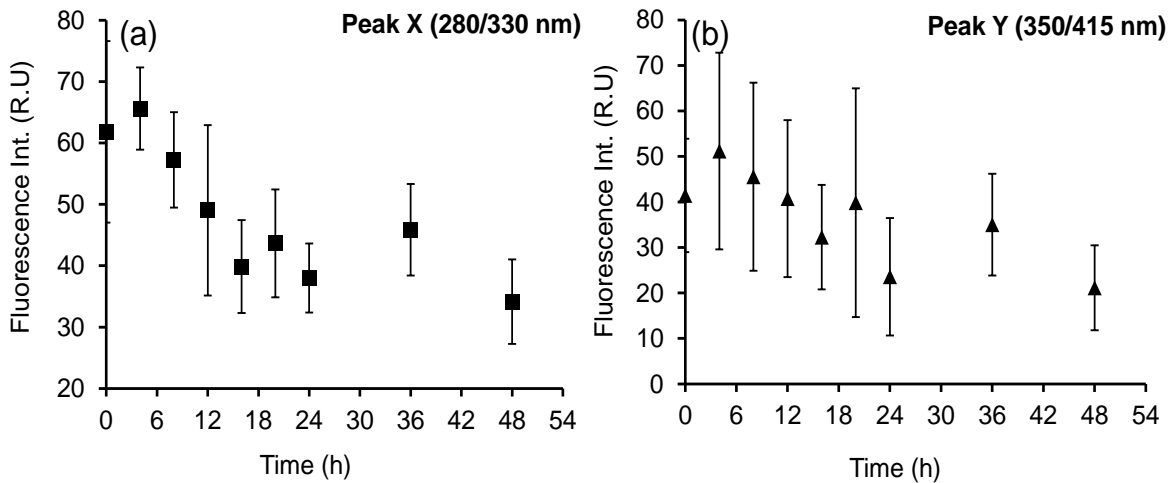 (a)
Peak X (280/330 nm)
80
70
60
50
40
30
20
Fluorescence Int. (R.U)
0 6 12 18 24 30 36 42 48 54
Time (h)
(b)
Peak Y (350/415 nm)
80
70
60
50
40
30
20
10
0
Fluorescence Int. (R.U)
0 6 12 18 24 30 36 42 48 54
Time (h)